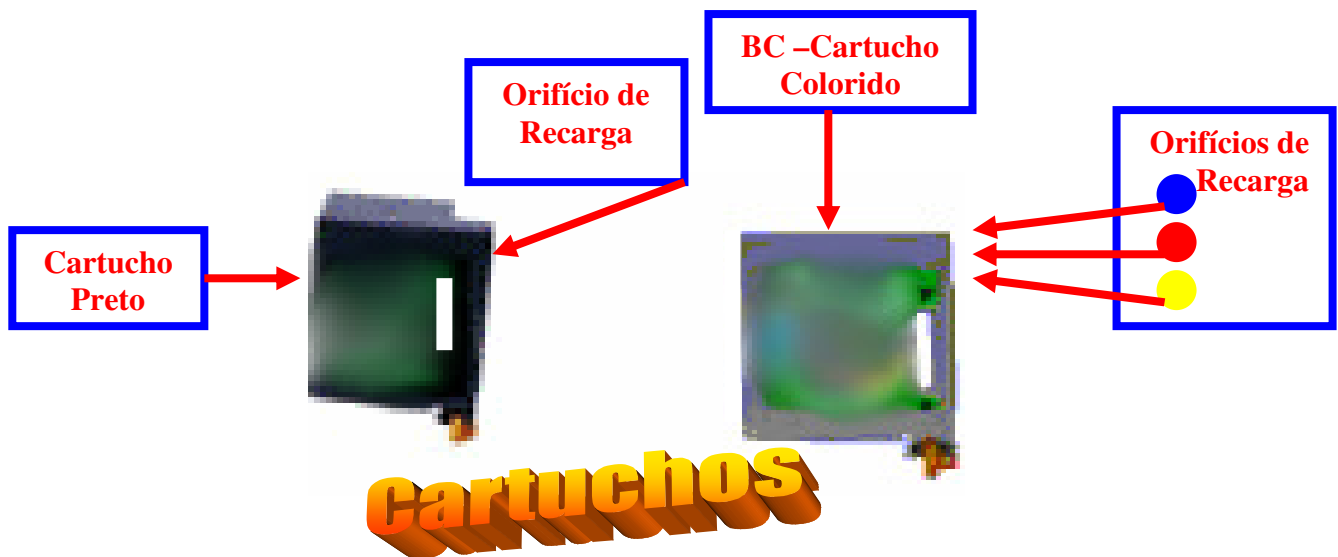 BC –Cartucho
Colorido
Orifício de
Recarga
Orifícios de
Recarga
Cartucho
Preto
Cartuchos